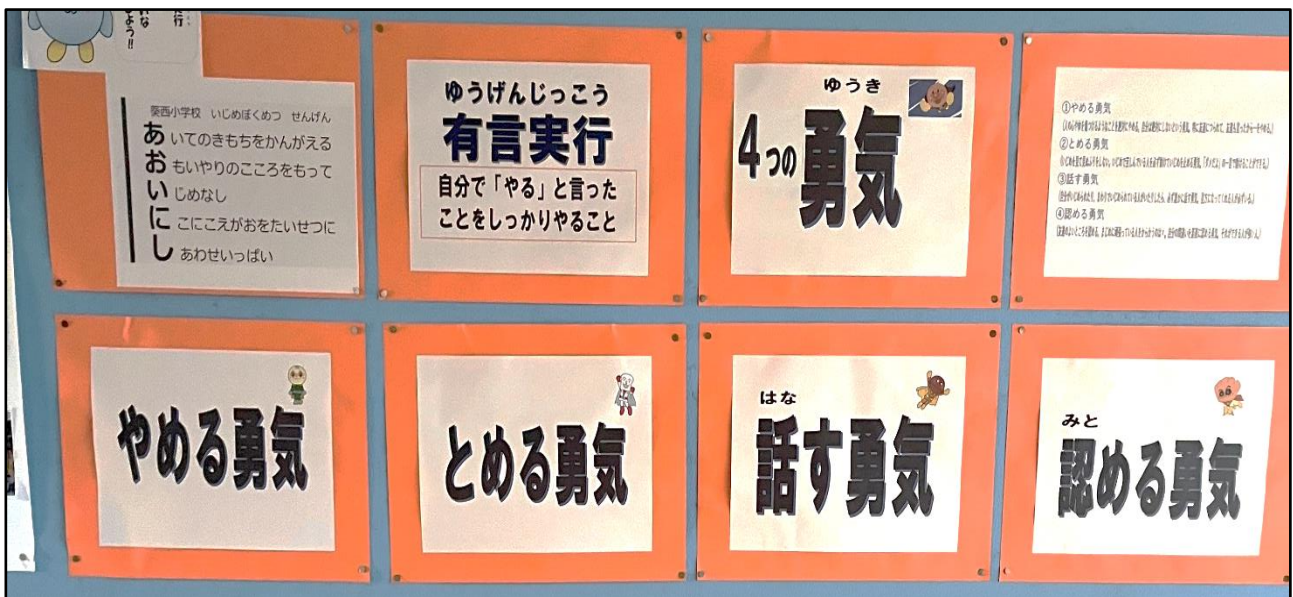 実行
よう!!
葵西小学校 いじめぼくめつ せんげん
あいてのきもちをかんがえる
おもいやりのこころをもって
いじめなし
にこにこえがおをたいせつに
しあわせいっぱい
ゆうげんじっこう
有言実行
自分で「やる」と言った
ことをしっかりやること
ゆうき
4つの勇気
①やめる勇気
②とめる勇気
③話す勇気
④認める勇気
やめる勇気
とめる勇気
はな
話す勇気
みと
認める勇気